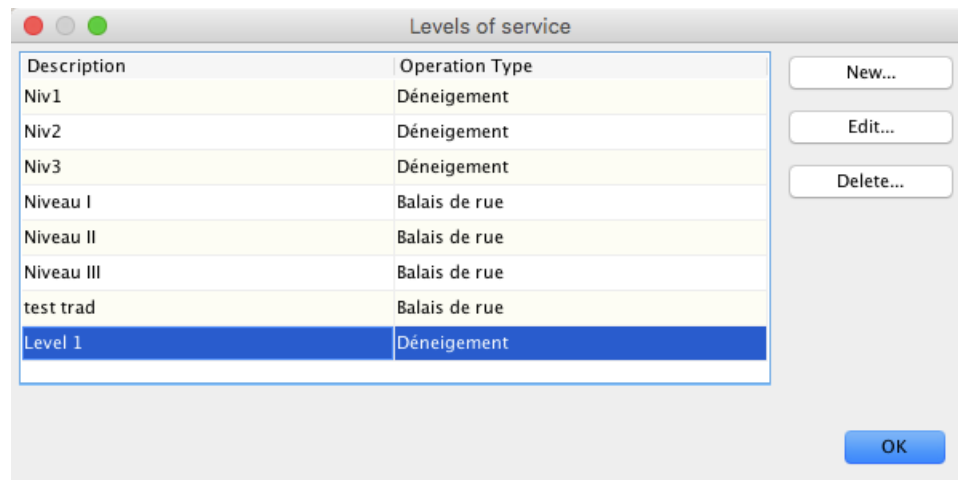 Levels of service
Description Operation Type
Niv1 Déneigement
Niv2 Déneigement
Niv3 Déneigement
Niveau I Balais de rue
Niveau II Balais de rue
Niveau III Balais de rue
test trad Balais de rue
Level 1 Déneigement
New...
Edit...
Delete...
OK